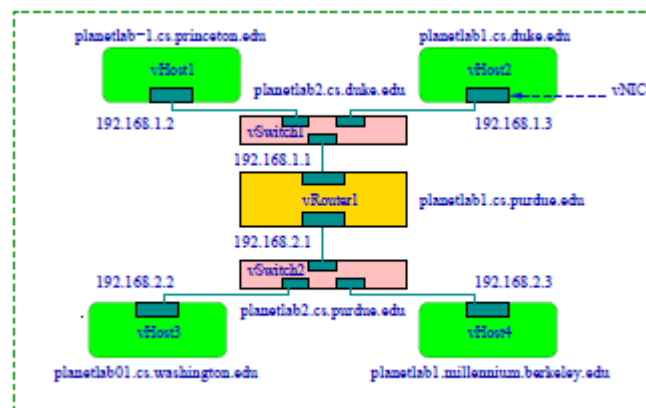 planetlab-1.cs.princeton.edu
planetlab1.cs.duke.edu
vHost1
vHost2
planetlab2.cs.duke.edu
vNIC
192.168.1.2
192.168.1.3
vSwitch1
192.168.1.1
vRouter1
planetlab1.cs.purdue.edu
192.168.2.1
vSwitch2
192.168.2.2
192.168.2.3
planetlab2.cs.purdue.edu
vHost3
vHost4
planetlab01.cs.washington.edu
planetlab1.millennium.berkeley.edu